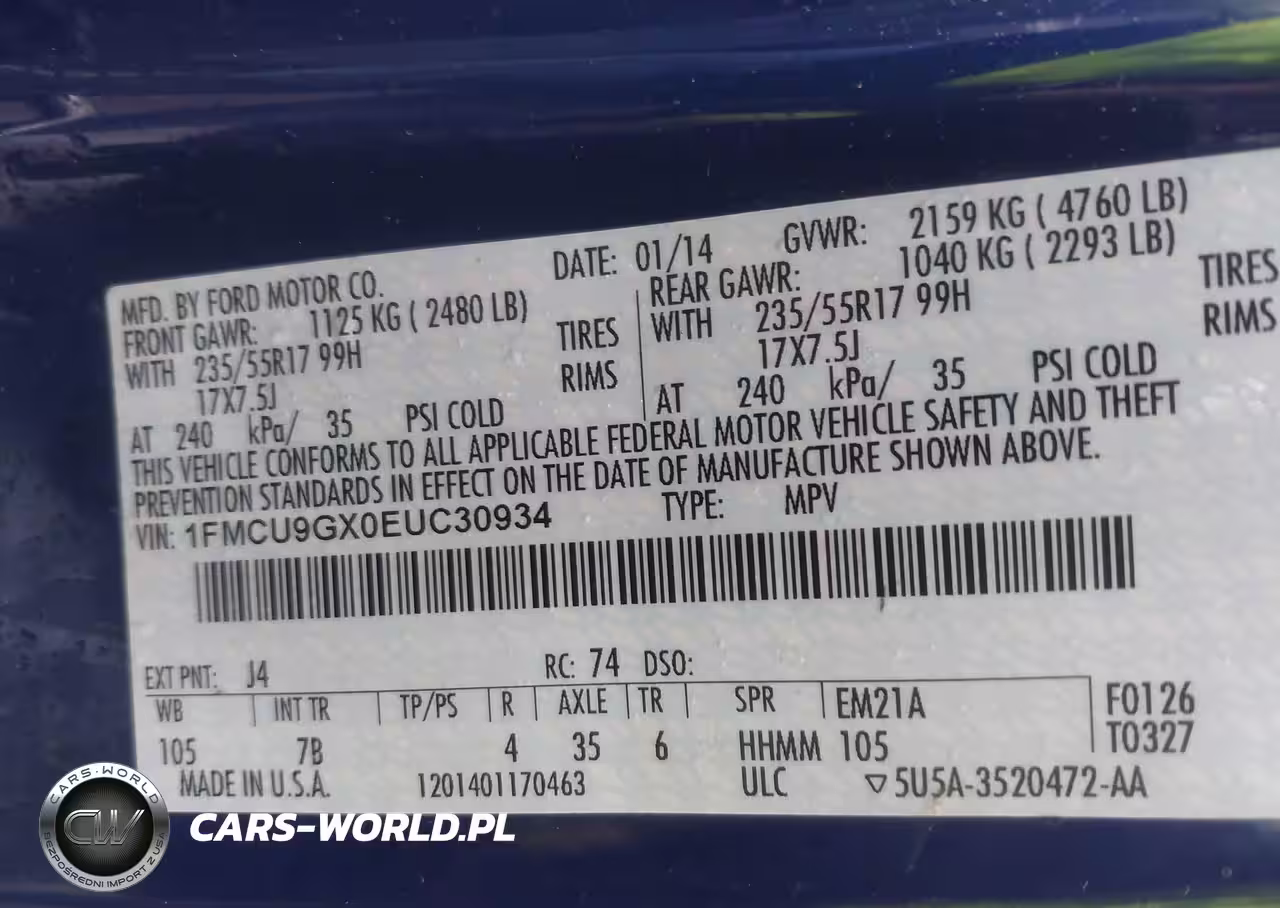 MFD. BY FORD MOTOR CO. DATE: 01/14 GVWR: 2159 KG ( 4760 LB)
FRONT GAWR: 1125 KG ( 2480 LB) REAR GAWR: 1040 KG ( 2293 LB)
WITH 235/55R17 99H TIRES WITH 235/55R17 99H TIRES
17X7.5J RIMS 17X7.5J RIMS
AT 240 kPa/ 35 PSI COLD AT 240 kPa/ 35 PSI COLD
THIS VEHICLE CONFORMS TO ALL APPLICABLE FEDERAL MOTOR VEHICLE SAFETY AND THEFT
PREVENTION STANDARDS IN EFFECT ON THE DATE OF MANUFACTURE SHOWN ABOVE.
VIN: 1FMCU9GX0EUC30934 TYPE: MPV
EXT PNT: J4 RC: 74 DSO:
WB INT TR TP/PS R AXLE TR SPR EM21A F0126
105 7B 4 35 6 HHMM 105 T0327
MADE IN U.S.A. 1201401170463 ULC ▽5U5A-3520472-AA
CARS-WORLD
CW
BEZPOŚREDNI IMPORT Z USA
CARS-WORLD.PL